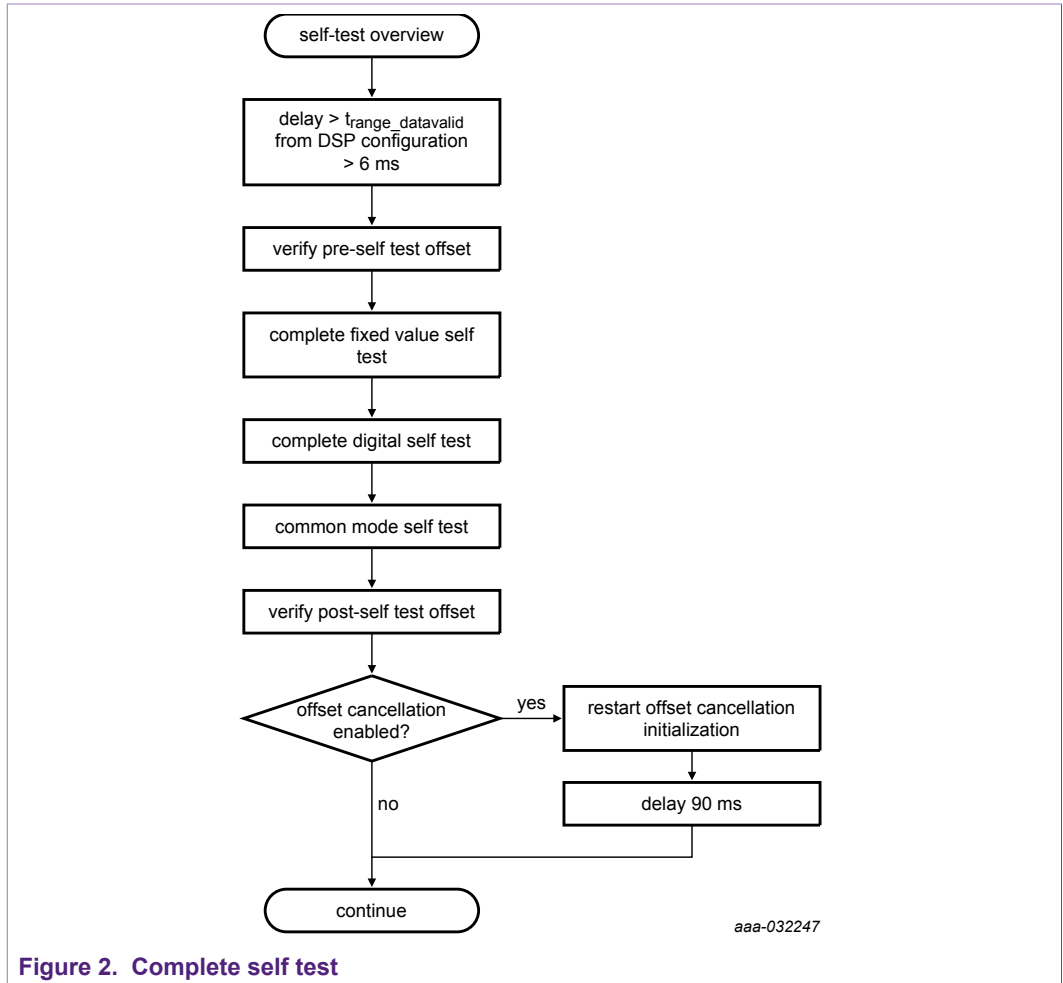 self-test overview
delay > trange_datavalid
from DSP configuration
> 6 ms
verify pre-self test offset
complete fixed value self
test
complete digital self test
common mode self test
verify post-self test offset
offset cancellation
enabled?
yes
restart offset cancellation
initialization
no
delay 90 ms
continue
aaa-032247
Figure 2. Complete self test